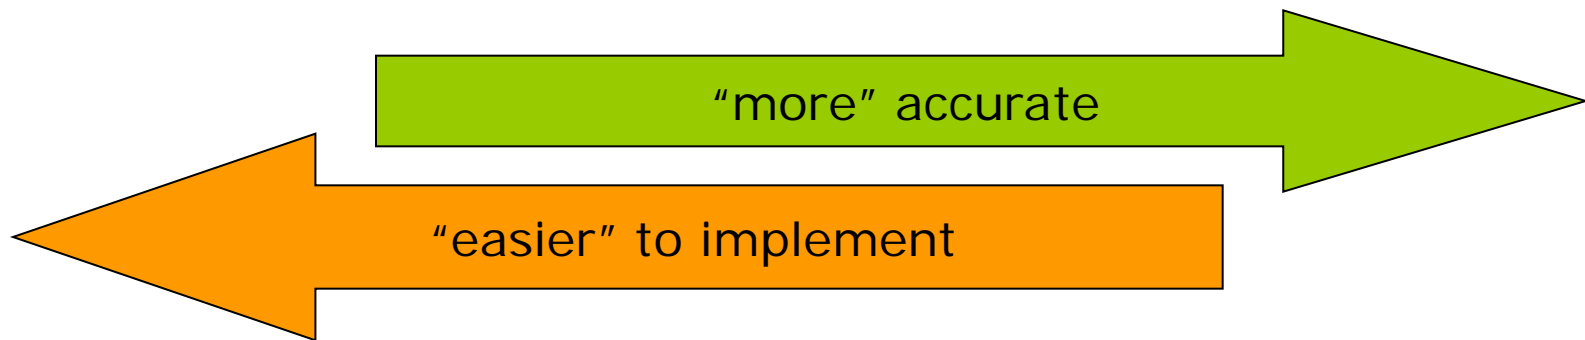 “more” accurate
“easier” to implement